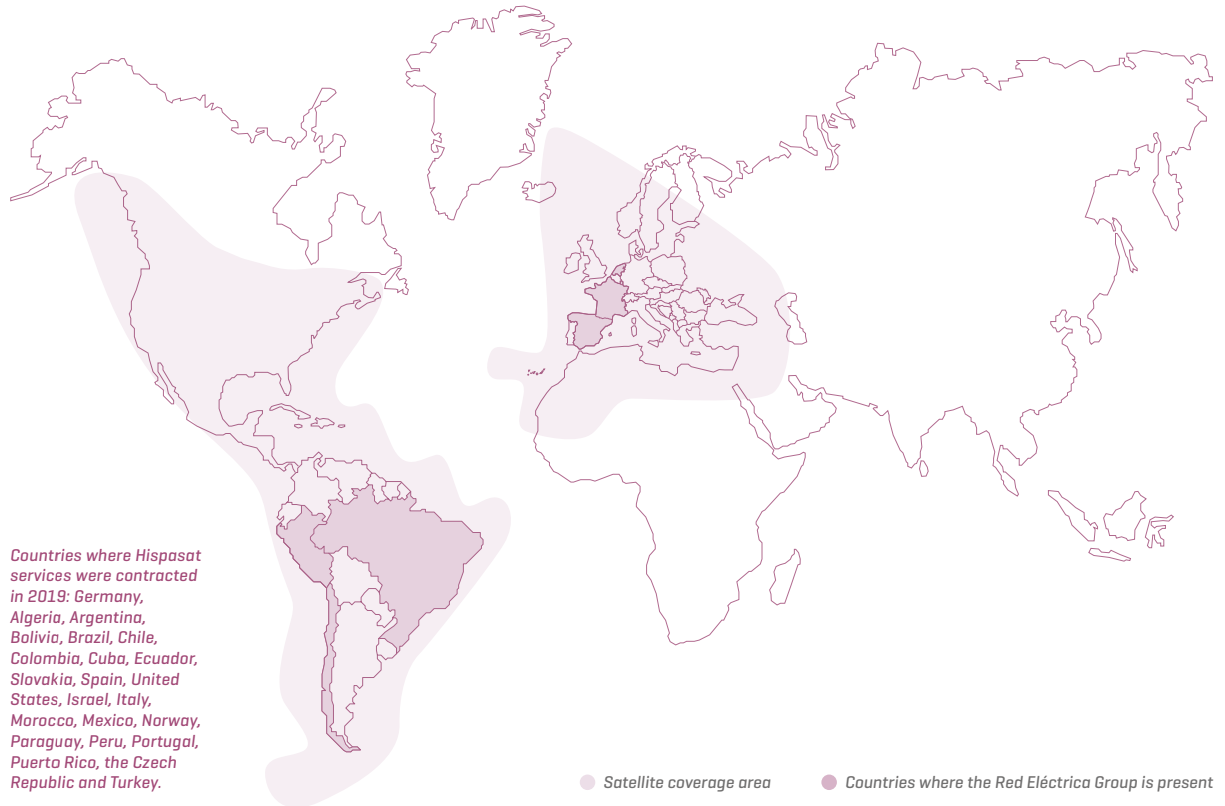 Countries where Hispasat
services were contracted
in 2019: Germany,
Algeria, Argentina,
Bolivia, Brazil, Chile,
Colombia, Cuba, Ecuador,
Slovakia, Spain, United
States, Israel, Italy,
Morocco, Mexico, Norway,
Paraguay, Peru, Portugal,
Puerto Rico, the Czech
Republic and Turkey.
Satellite coverage area
Countries where the Red Eléctrica Group is present